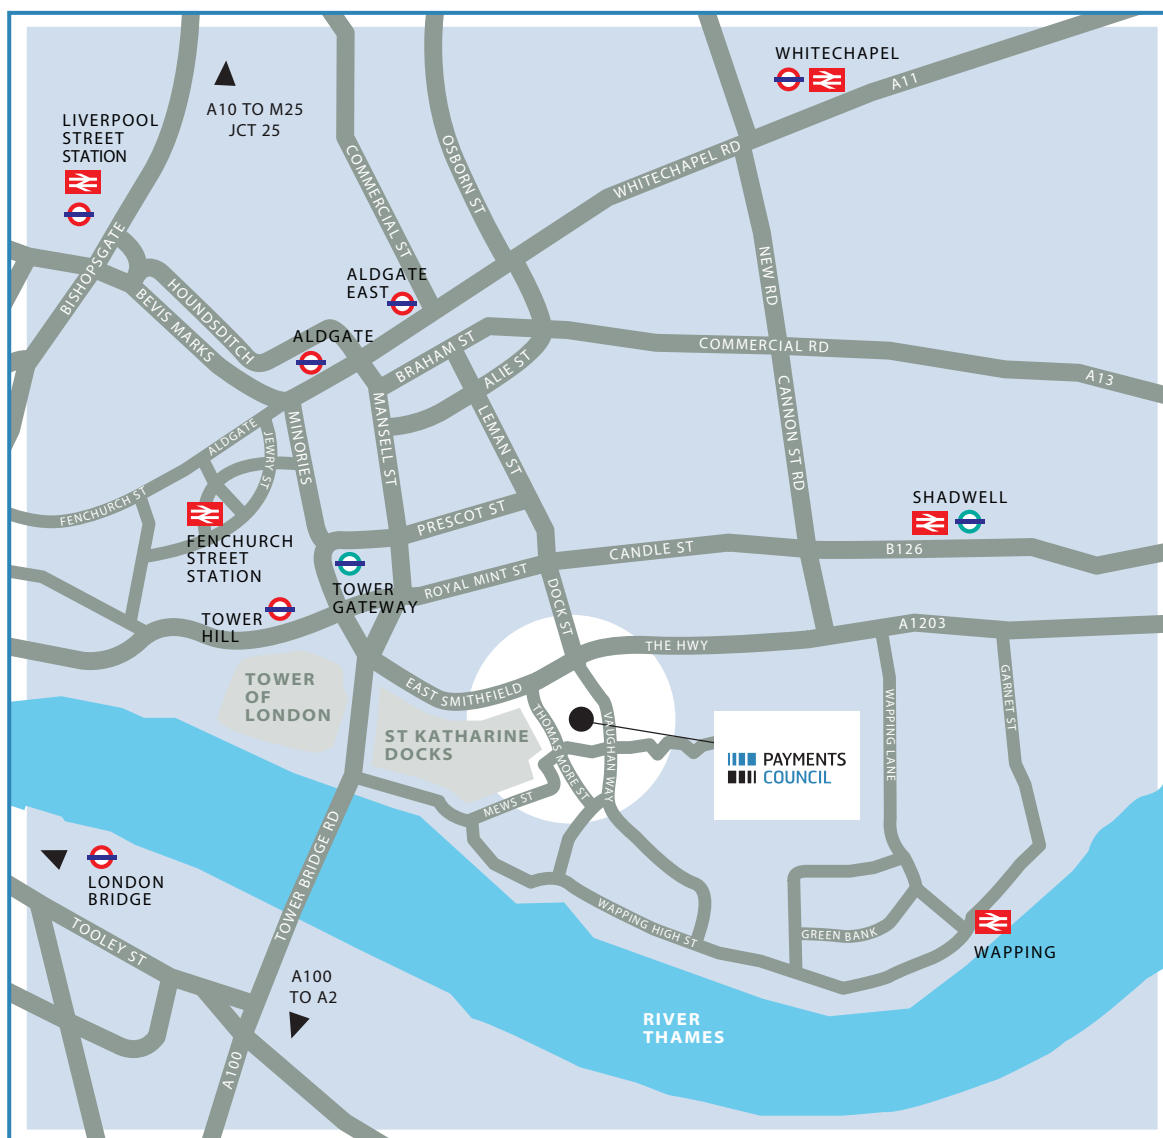 WHITECHAPEL
A11
A10 TO M25
JCT 25
LIVERPOOL
STREET
STATION
COMMERCIAL ST
OSBORN ST
WHITECHAPEL RD
BISHOPSGATE
HOUNDSDITCH
BEVIS MARKS
ALDGATE
EAST
ALDGATE
NEW RD
BRAHAM ST
ALIE ST
COMMERCIAL RD
A13
CANNON ST RD
MANSELL ST
LEMAN ST
MINORIES
ALDGATE
JEWRY ST
FENCHURCH ST
PRESCOT ST
SHADWELL
FENCHURCH
STREET
STATION
CANDLE ST
B126
TOWER
GATEWAY
ROYAL MINT ST
TOWER
HILL
DOCK ST
THE HWY
A1203
TOWER
OF
LONDON
EAST SMITHFIELD
GARNET ST
WAPPING LANE
ST KATHARINE
DOCKS
THOMAS MORE ST
VAUGHAN WAY
PAYMENTS
COUNCIL
MEWS ST
LONDON
BRIDGE
TOWER BRIDGE RD
TOOLEY ST
WAPPING HIGH ST
GREEN BANK
WAPPING
A100
TO A2
RIVER
THAMES
A100